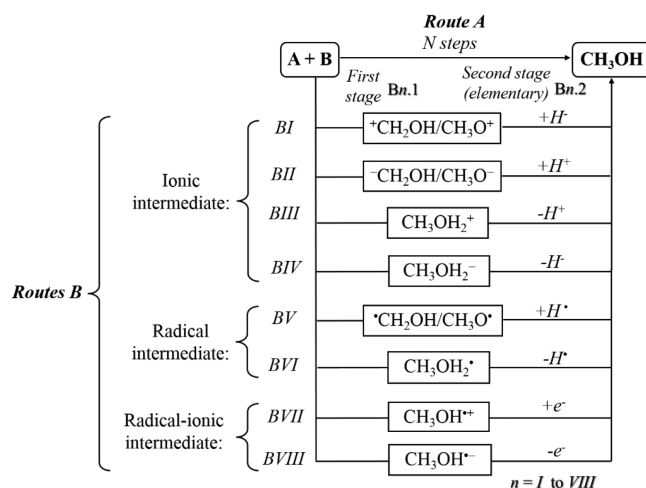 Route A
A + B
N steps
CH₃OH
First stage Bn.1
Second stage (elementary) Bn.2
BI
⁺CH₂OH/CH₃O⁺
+H⁻
Ionic intermediate:
BII
⁻CH₂OH/CH₃O⁻
+H⁺
BIII
CH₃OH₂⁺
-H⁺
BIV
CH₃OH₂⁻
-H⁻
Routes B
BV
•CH₂OH/CH₃O•
+H•
Radical intermediate:
BVI
CH₃OH₂•
-H•
BVII
CH₃OH•⁺
+e⁻
Radical-ionic intermediate:
BVIII
CH₃OH•⁻
-e⁻
n = I to VIII